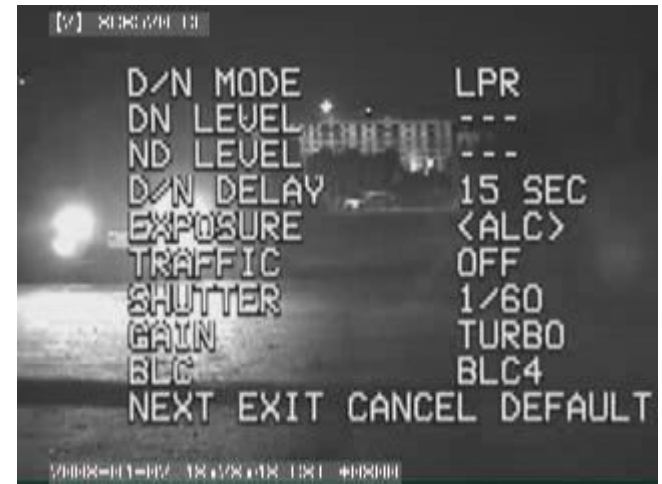 D/N MODE LPR
DN LEVEL ---
ND LEVEL ---
D/N DELAY 15 SEC
EXPOSURE <ALC>
TRAFFIC OFF
SHUTTER 1/60
GAIN TURBO
BLC BLC4
NEXT EXIT CANCEL DEFAULT